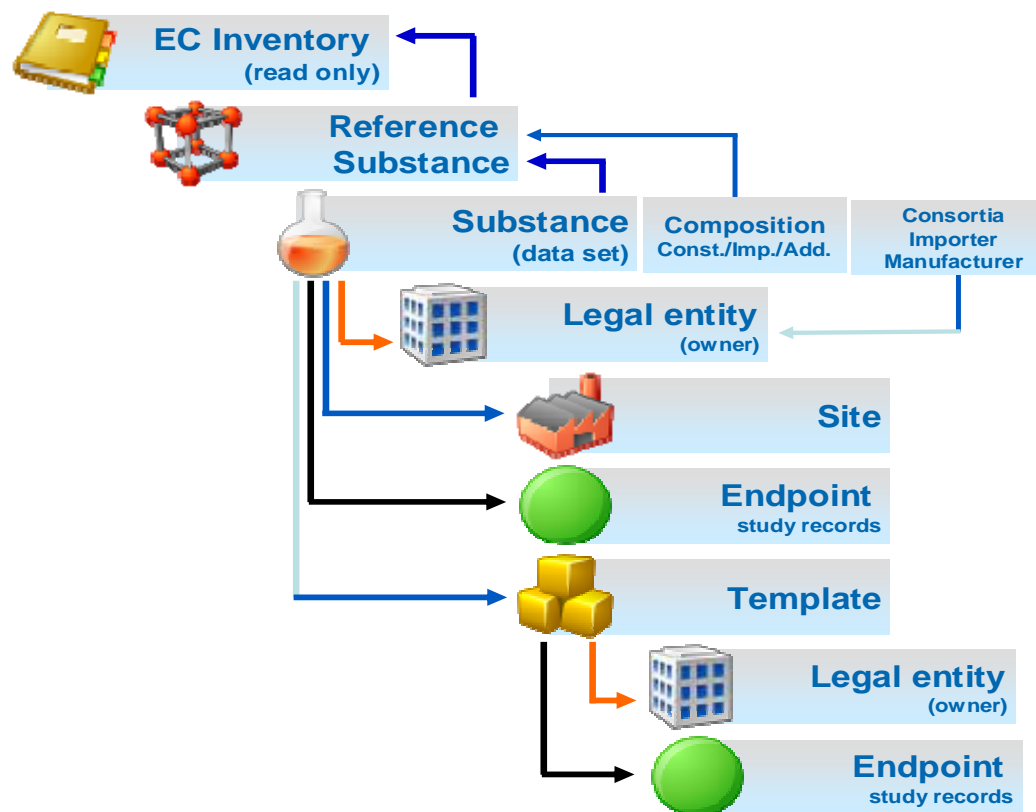 EC Inventory
(read only)
Reference
Substance
Substance
(data set)
Composition
Const./Imp./Add.
Consortia
Importer
Manufacturer
Legal entity
(owner)
Site
Endpoint
study records
Template
Legal entity
(owner)
Endpoint
study records